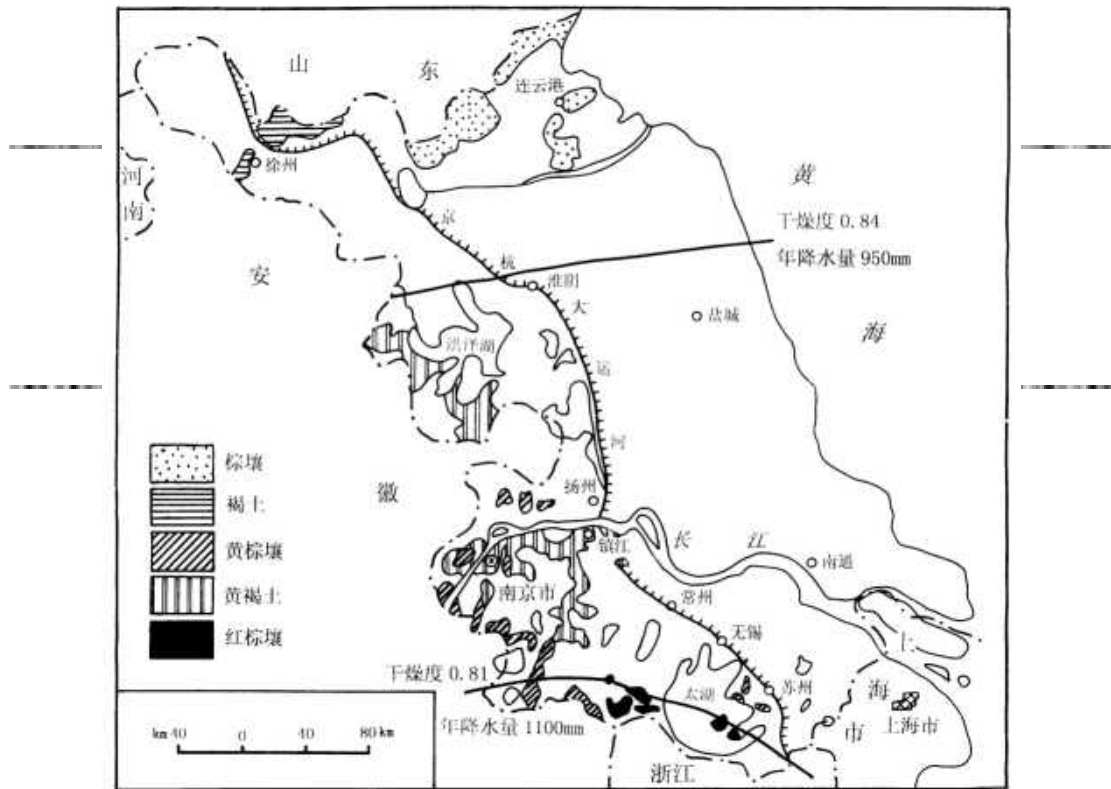 山 东
连云港
徐州
河南
黄
海
京
杭
大
运
河
干燥度 0.84
年降水量 950mm
淮阴
安
盐城
洪泽湖
徽
扬州
棕壤
褐土
黄棕壤
黄褐土
红棕壤
镇江
长 江
南通
南京市
常州
无锡
上
海
市
干燥度 0.81
太湖
苏州
上海市
年降水量 1100mm
浙江
km 40 0 40 80 km